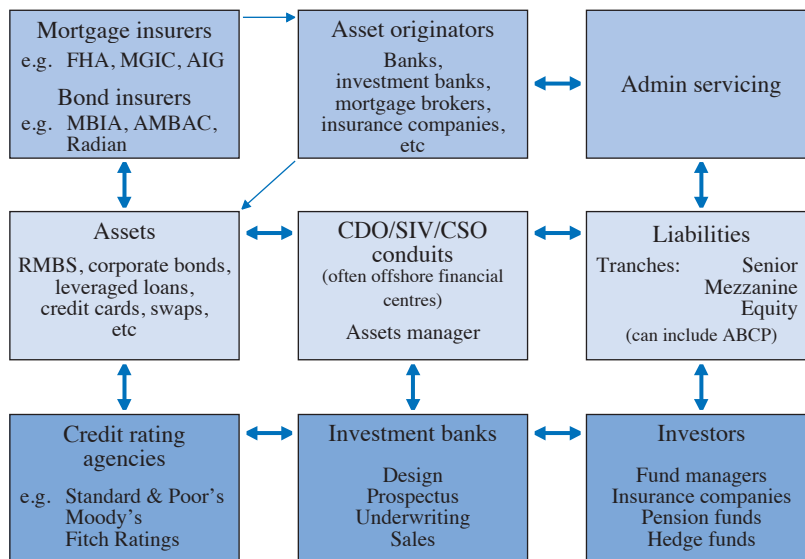 Mortgage insurers
e.g. FHA, MGIC, AIG
Bond insurers
e.g. MBIA, AMBAC,
Radian
Asset originators
Banks,
investment banks,
mortgage brokers,
insurance companies,
etc
Admin servicing
Assets
RMBS, corporate bonds,
leveraged loans,
credit cards, swaps,
etc
CDO/SIV/CSO
conduits
(often offshore financial
centres)
Assets manager
Liabilities
Tranches: Senior
Mezzanine
Equity
(can include ABCP)
Credit rating
agencies
e.g. Standard & Poor's
Moody's
Fitch Ratings
Investment banks
Design
Prospectus
Underwriting
Sales
Investors
Fund managers
Insurance companies
Pension funds
Hedge funds